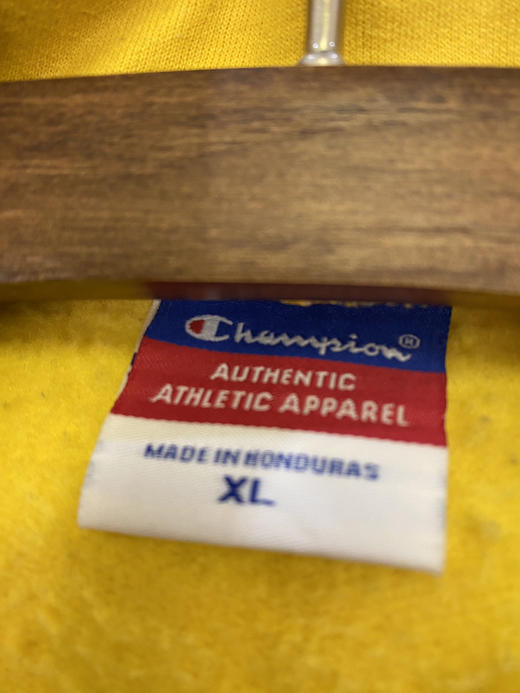 Champion®
AUTHENTIC
ATHLETIC APPAREL
MADE IN HONDURAS
XL